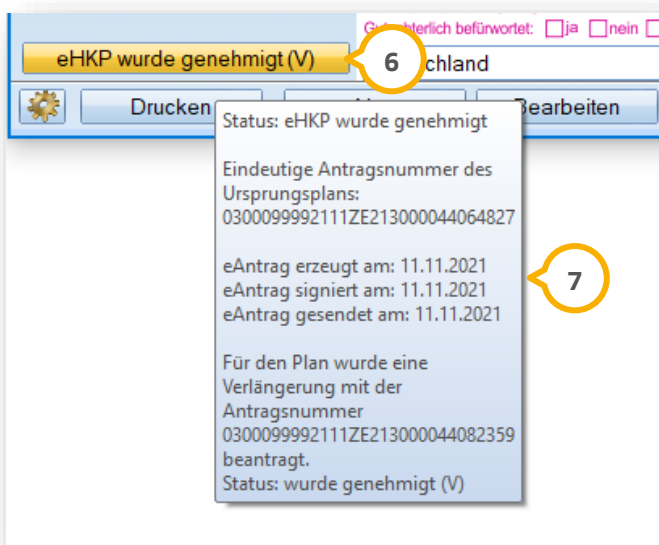 Gutachterlich befürwortet: ja nein
eHKP wurde genehmigt (V)
6
chland
Drucken
Bearbeiten
Status: eHKP wurde genehmigt
Eindeutige Antragsnummer des
Ursprungsplans:
0300099992111ZE213000044064827
eAntrag erzeugt am: 11.11.2021
eAntrag signiert am: 11.11.2021
eAntrag gesendet am: 11.11.2021
7
Für den Plan wurde eine
Verlängerung mit der
Antragsnummer
0300099992111ZE213000044082359
beantragt.
Status: wurde genehmigt (V)